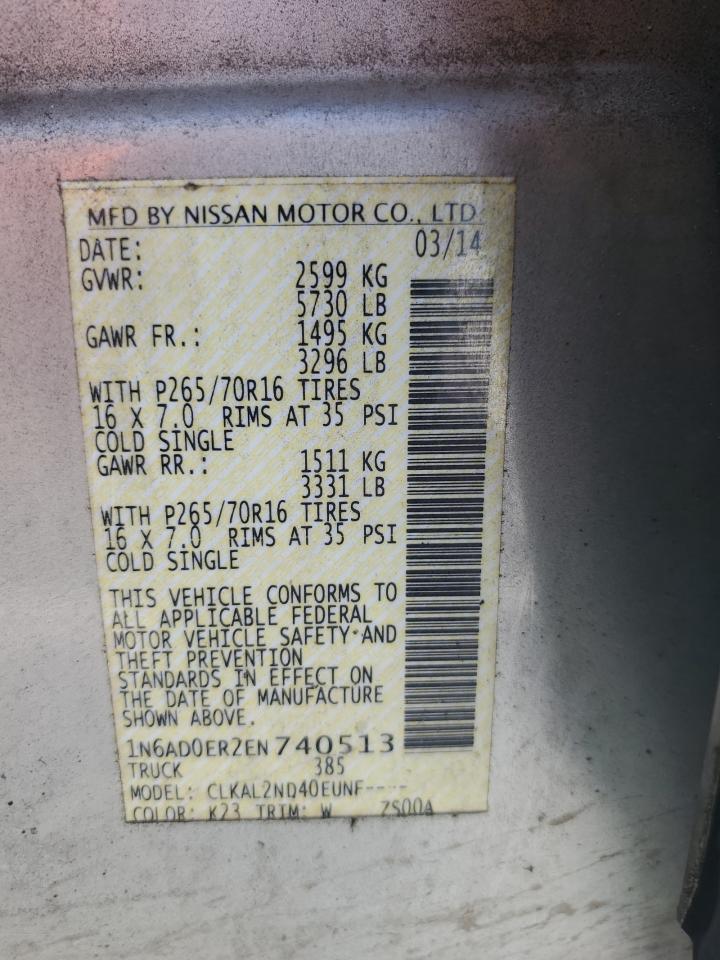 MFD BY NISSAN MOTOR CO., LTD.
DATE: 03/14
GVWR: 2599 KG
5730 LB
GAWR FR.: 1495 KG
3296 LB
WITH P265/70R16 TIRES
16 X 7.0 RIMS AT 35 PSI
COLD SINGLE
GAWR RR.: 1511 KG
3331 LB
WITH P265/70R16 TIRES
16 X 7.0 RIMS AT 35 PSI
COLD SINGLE
THIS VEHICLE CONFORMS TO
ALL APPLICABLE FEDERAL
MOTOR VEHICLE SAFETY AND
THEFT PREVENTION
STANDARDS IN EFFECT ON
THE DATE OF MANUFACTURE
SHOWN ABOVE.
1N6AD0ER2EN740513
TRUCK 385
MODEL: CLKAL2ND40EUNF----
COLOR: K23 TRIM: W ZS00A